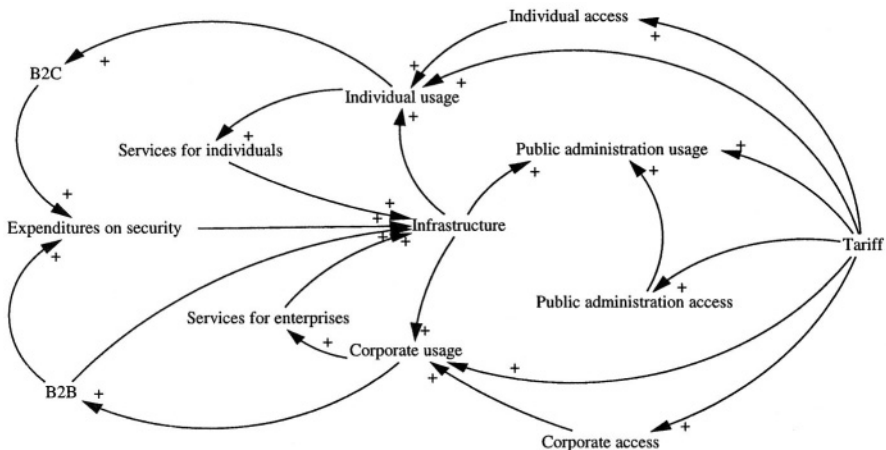 Individual access
+
B2C
+
+
+
Individual usage
+
+
Services for individuals
Public administration usage
+
+
+
+
+
Expenditures on security
+
+
+
+
Infrastructure
Tariff
+
Public administration access
Services for enterprises
+
+
Corporate usage
+
+
B2B
+
+
Corporate access
+